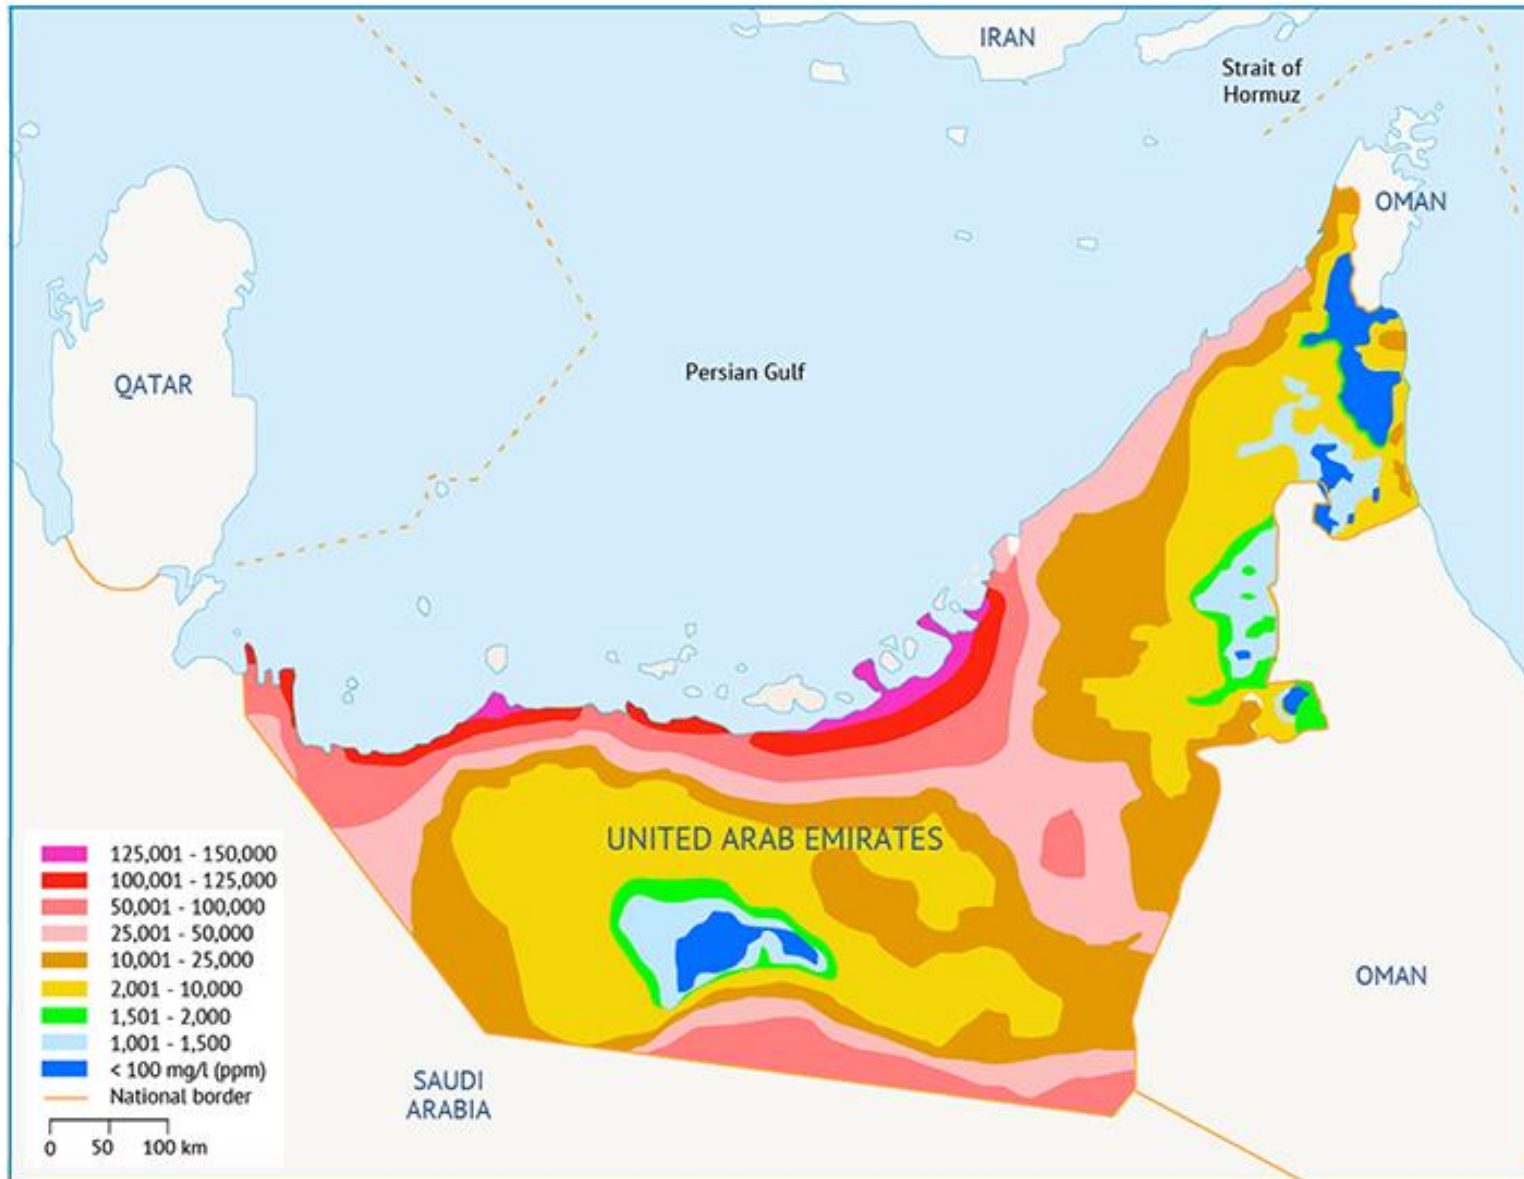 IRAN
Strait of
Hormuz
OMAN
Persian Gulf
QATAR
UNITED ARAB EMIRATES
OMAN
SAUDI
ARABIA
125,001 - 150,000
100,001 - 125,000
50,001 - 100,000
25,001 - 50,000
10,001 - 25,000
2,001 - 10,000
1,501 - 2,000
1,001 - 1,500
< 100 mg/l (ppm)
National border
0 50 100 km